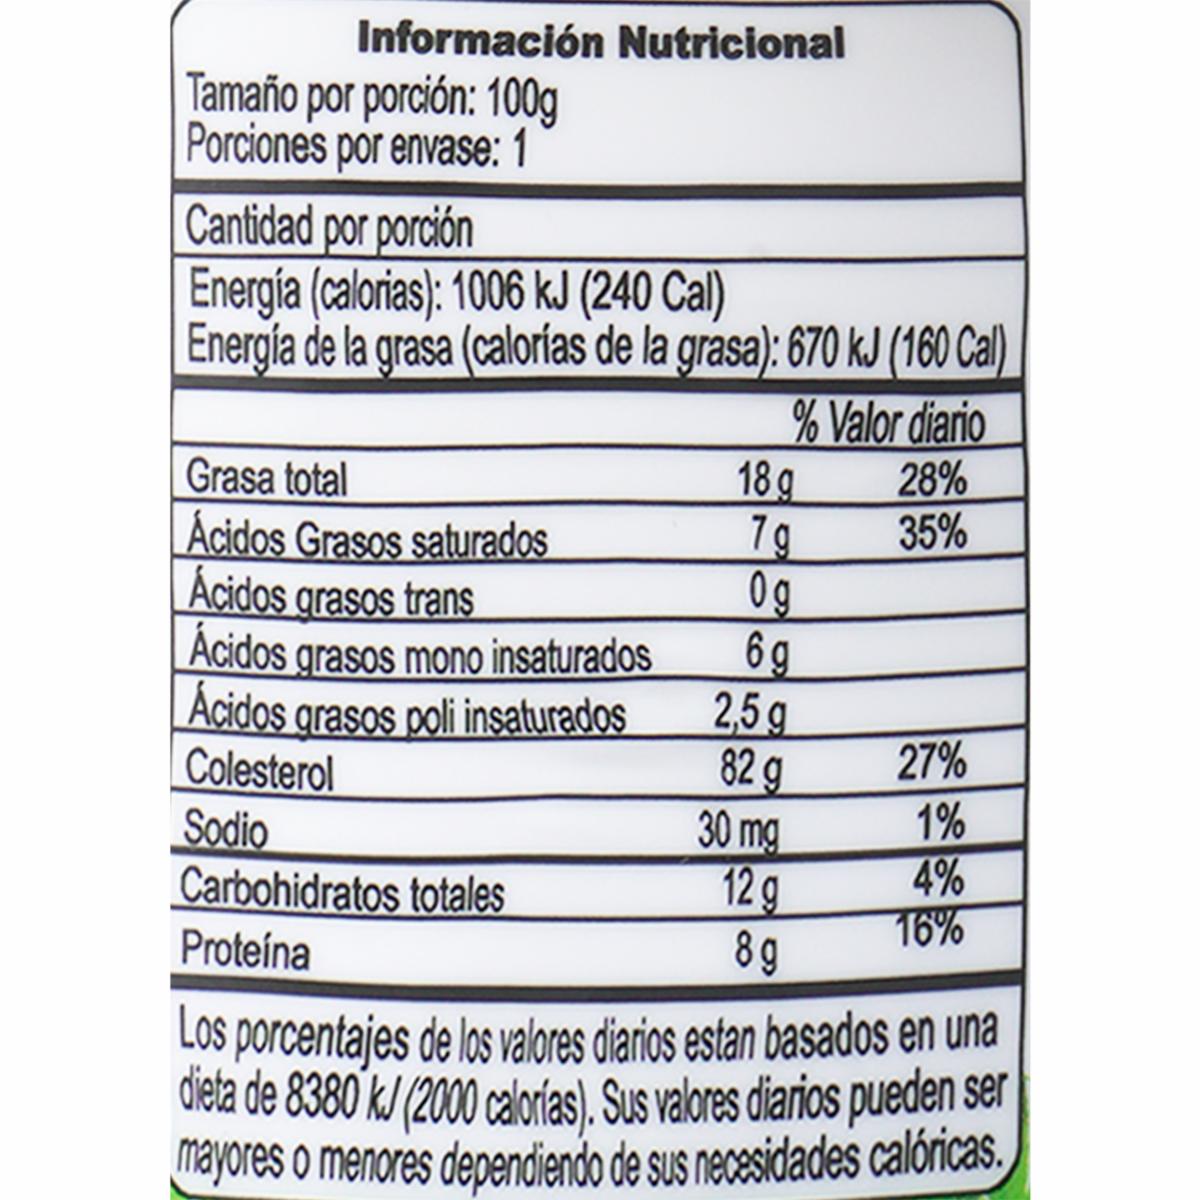 Información Nutricional
Tamaño por porción: 100g
Porciones por envase: 1
Cantidad por porción
Energía (calorias): 1006 kJ (240 Cal)
Energía de la grasa (calorías de la grasa): 670 kJ (160 Cal)
% Valor diario
Grasa total 18 g 28%
Ácidos Grasos saturados 7 g 35%
Ácidos grasos trans 0 g
Ácidos grasos mono insaturados 6 g
Ácidos grasos poli insaturados 2,5 g
Colesterol 82 g 27%
Sodio 30 mg 1%
Carbohidratos totales 12 g 4%
Proteína 8 g 16%
Los porcentajes de los valores diarios estan basados en una
dieta de 8380 kJ (2000 calorías). Sus valores diarios pueden ser
mayores o menores dependiendo de sus necesidades calóricas.